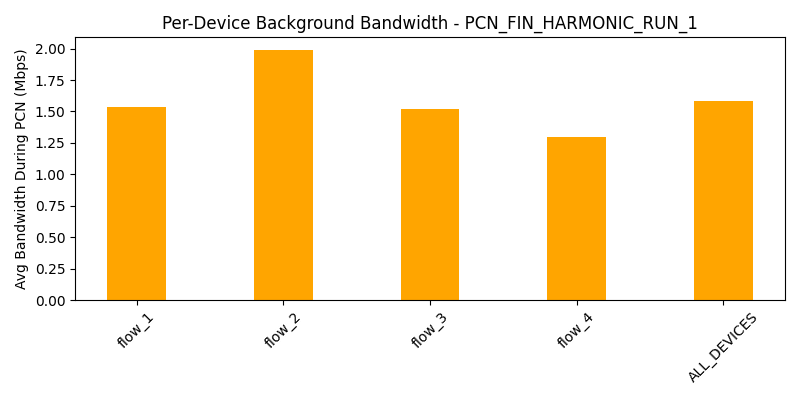 Per-Device Background Bandwidth - PCN_FIN_HARMONIC_RUN_1
Avg Bandwidth During PCN (Mbps)
2.00
1.75
1.50
1.25
1.00
0.75
0.50
0.25
0.00
flow_1
flow_2
flow_3
flow_4
ALL_DEVICES